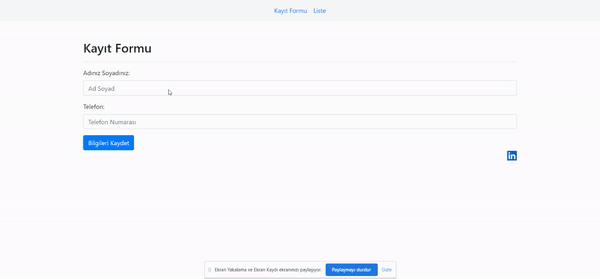 Kayıt Formu Liste
Kayıt Formu
Adınız Soyadınız:
Ad Soyad
Telefon:
Telefon Numarası
Bilgileri Kaydet
in
Ekran Yakalama ve Ekran Kaydı ekranınızı paylaşıyor. Paylaşmayı durdur Gizle